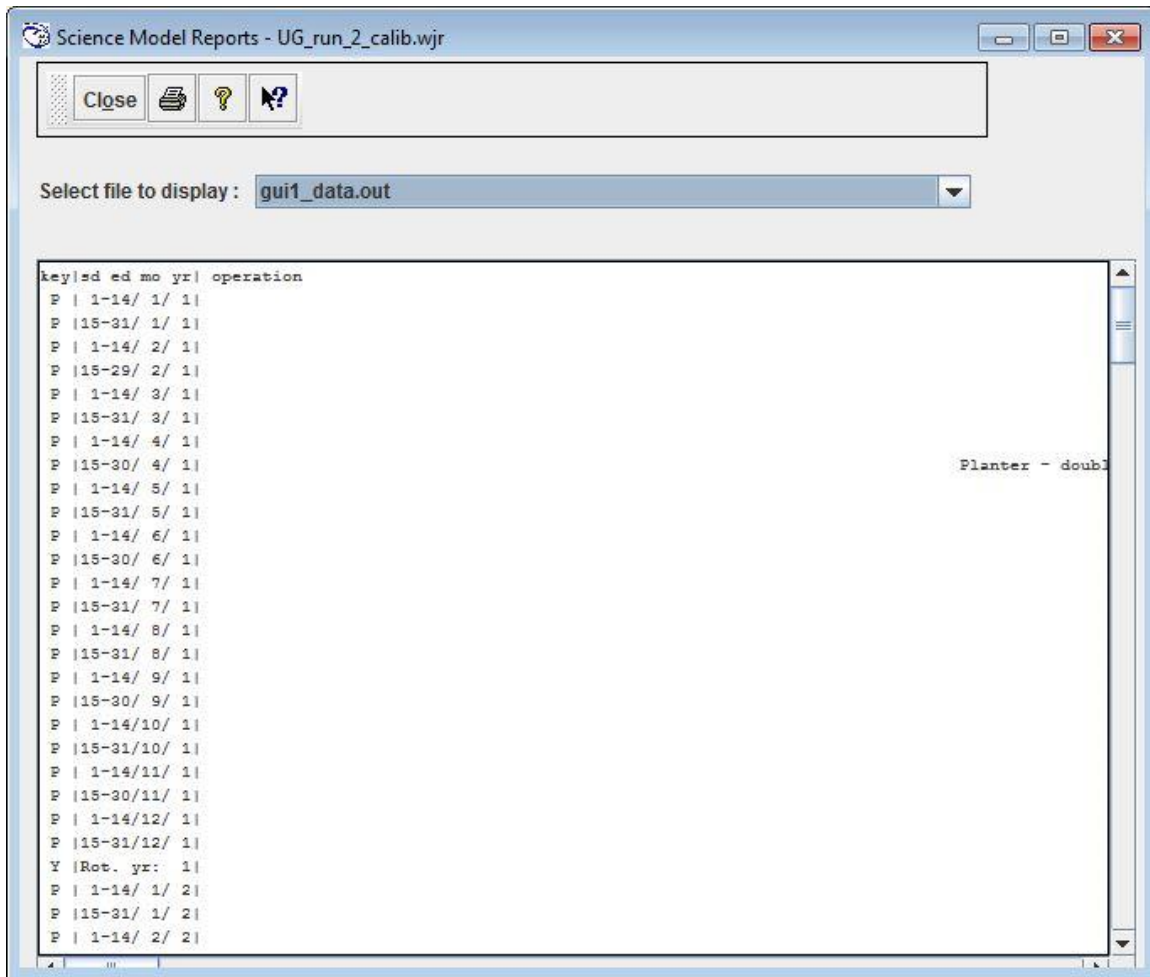 Science Model Reports - UG_run_2_calib.wjr
Close
Select file to display : gui1_data.out
key|sd ed mo yr| operation
P | 1-14/ 1/ 1|
P |15-31/ 1/ 1|
P | 1-14/ 2/ 1|
P |15-29/ 2/ 1|
P | 1-14/ 3/ 1|
P |15-31/ 3/ 1|
P | 1-14/ 4/ 1|
P |15-30/ 4/ 1| Planter - doubl
P | 1-14/ 5/ 1|
P |15-31/ 5/ 1|
P | 1-14/ 6/ 1|
P |15-30/ 6/ 1|
P | 1-14/ 7/ 1|
P |15-31/ 7/ 1|
P | 1-14/ 8/ 1|
P |15-31/ 8/ 1|
P | 1-14/ 9/ 1|
P |15-30/ 9/ 1|
P | 1-14/10/ 1|
P |15-31/10/ 1|
P | 1-14/11/ 1|
P |15-30/11/ 1|
P | 1-14/12/ 1|
P |15-31/12/ 1|
Y |Rot. yr: 1|
P | 1-14/ 1/ 2|
P |15-31/ 1/ 2|
P | 1-14/ 2/ 2|